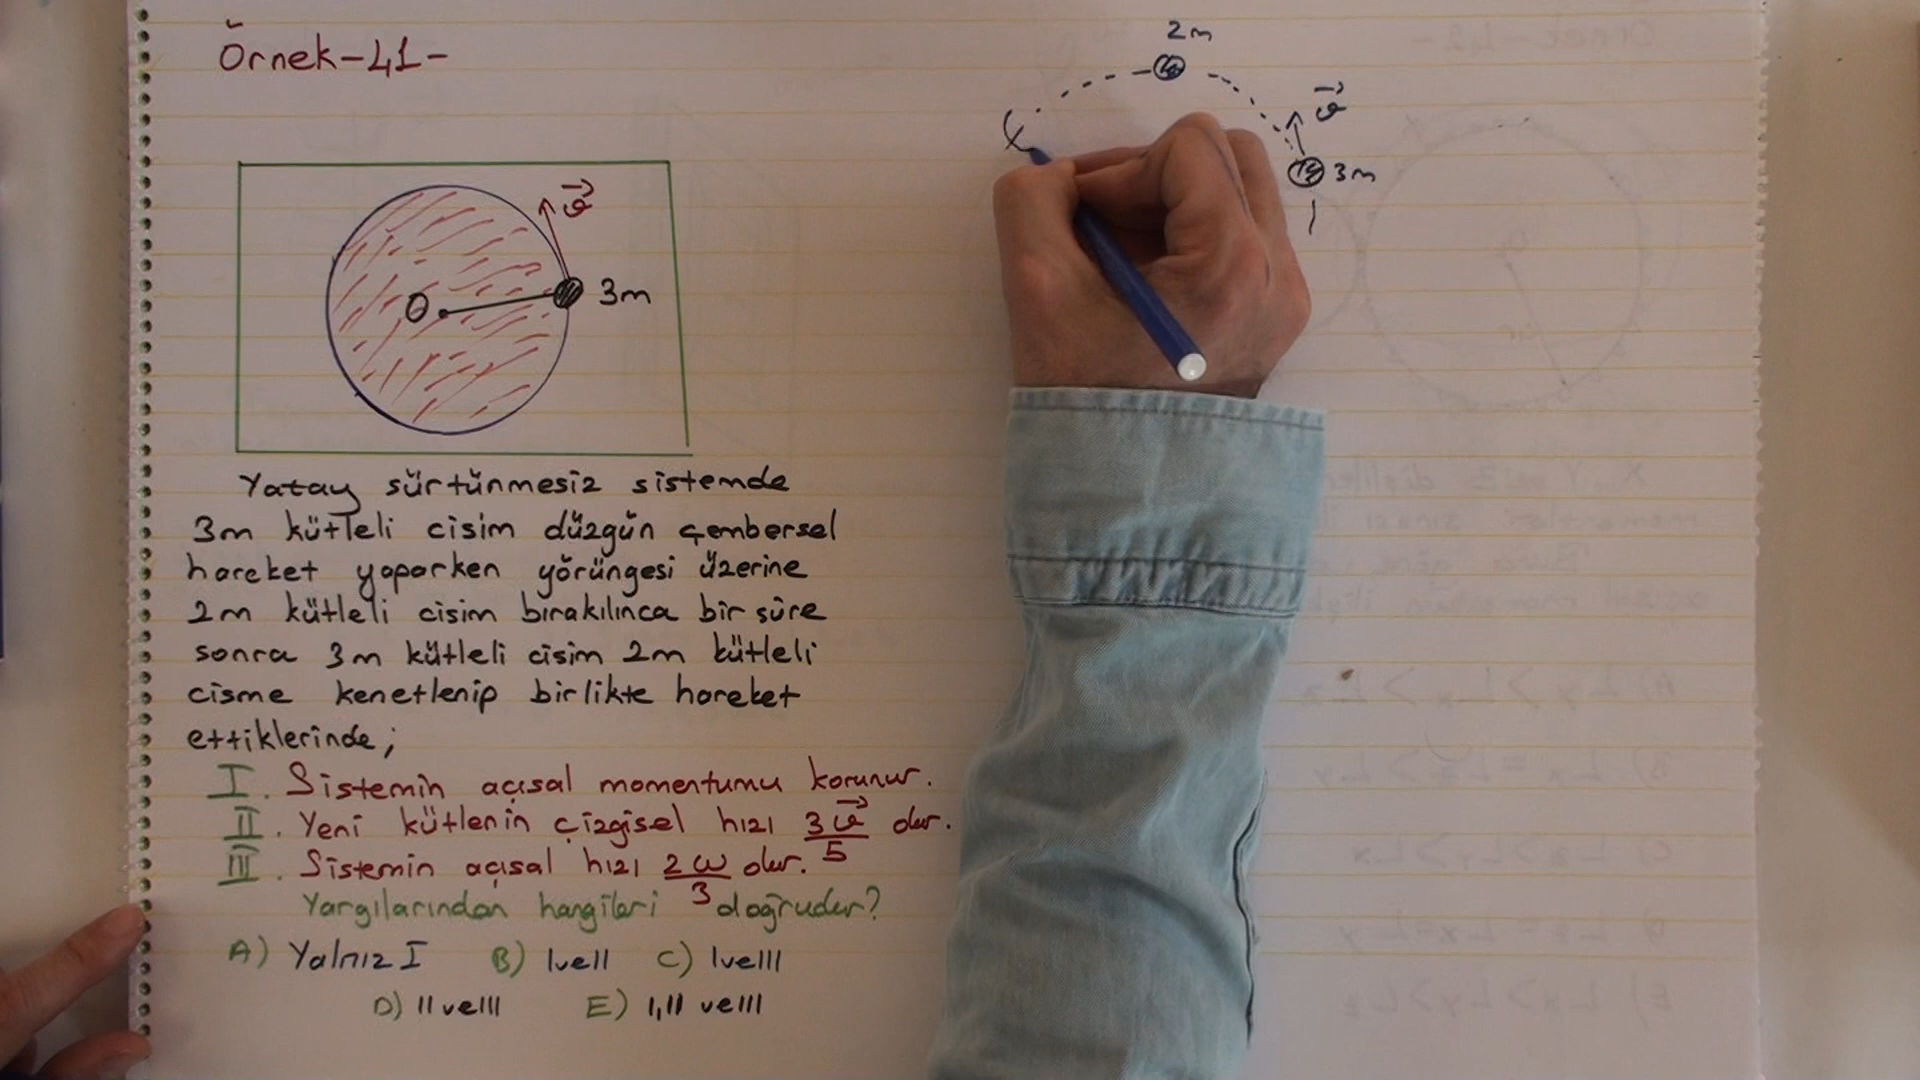 Örnek-41-
2m
v
3m
v
O
3m
Yatay sürtünmesiz sistemde
3m kütleli cisim düzgün çembersel
hareket yaparken yörüngesi üzerine
2m kütleli cisim bırakılınca bir süre
sonra 3m kütleli cisim 2m kütleli
cisme kenetlenip birlikte hareket
ettiklerinde;
I. Sistemin açısal momentumu korunur.
II. Yeni kütlenin çizgisel hızı 3v/5 dır.
III. Sistemin açısal hızı 2ω/3 dır.
Yargılarından hangileri doğrudur?
A) Yalnız I B) I ve II C) I ve III
D) II ve III E) I, II ve III